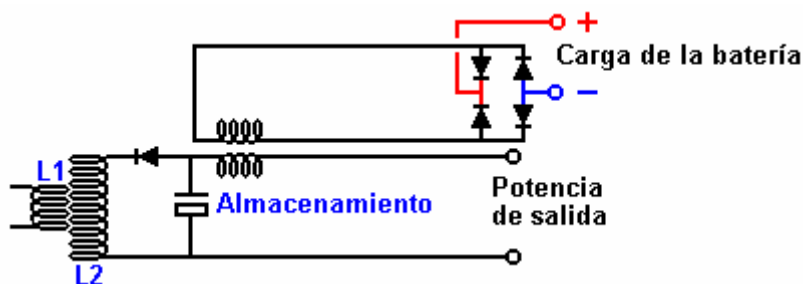 +
Carga de la batería
−
L1
Almacenamiento
Potencia
de salida
L2